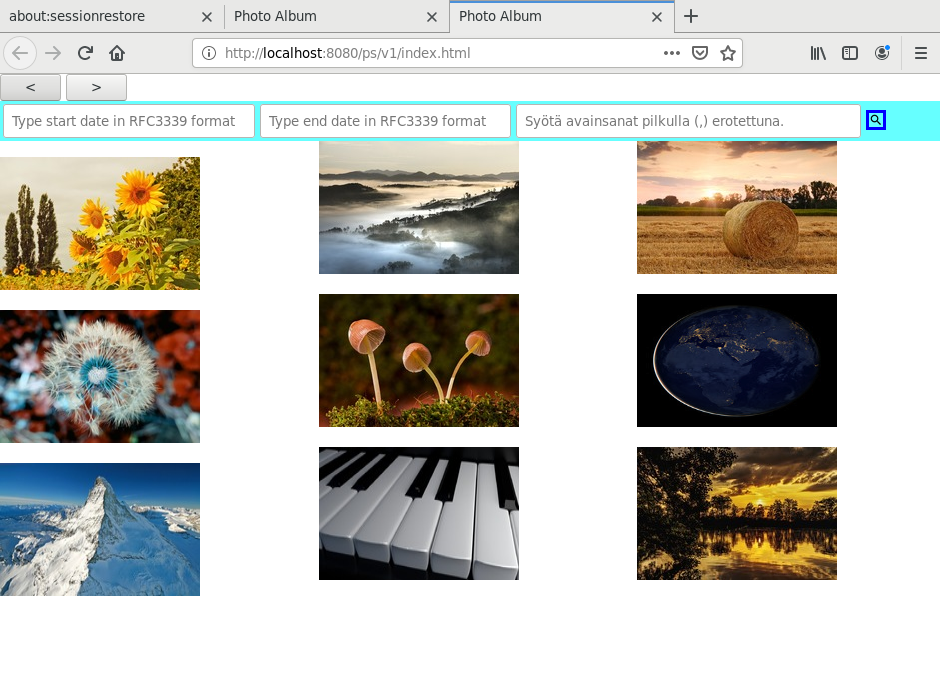 about:sessionrestore
Photo Album
Photo Album
http://localhost:8080/ps/v1/index.html
<
>
Type start date in RFC3339 format
Type end date in RFC3339 format
Syötä avainsanat pilkulla (,) erotettuna.